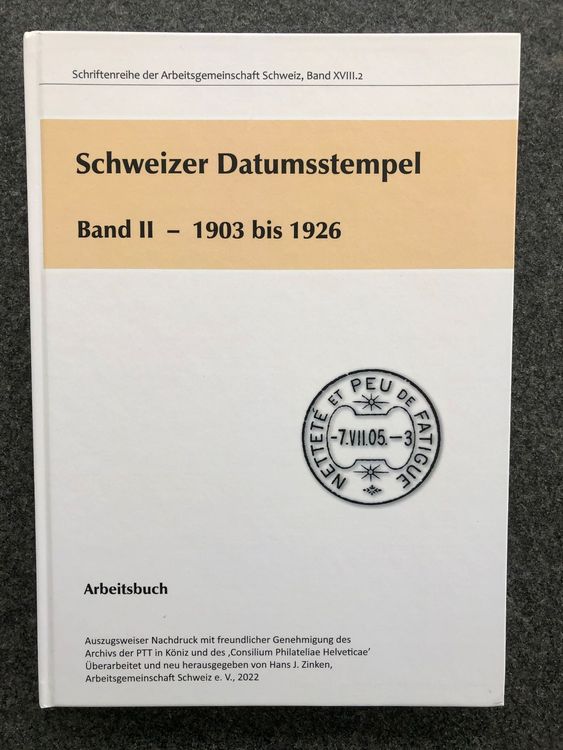 Schriftenreihe der Arbeitsgemeinschaft Schweiz, Band XVIII.2
Schweizer Datumsstempel
Band II – 1903 bis 1926
NETTETÉ ET PEU DE FATIGUE
-7.VII.05.-3
Arbeitsbuch
Auszugsweiser Nachdruck mit freundlicher Genehmigung des
Archivs der PTT in Köniz und des ‚Consilium Philateliae Helveticae'
Überarbeitet und neu herausgegeben von Hans J. Zinken,
Arbeitsgemeinschaft Schweiz e. V., 2022